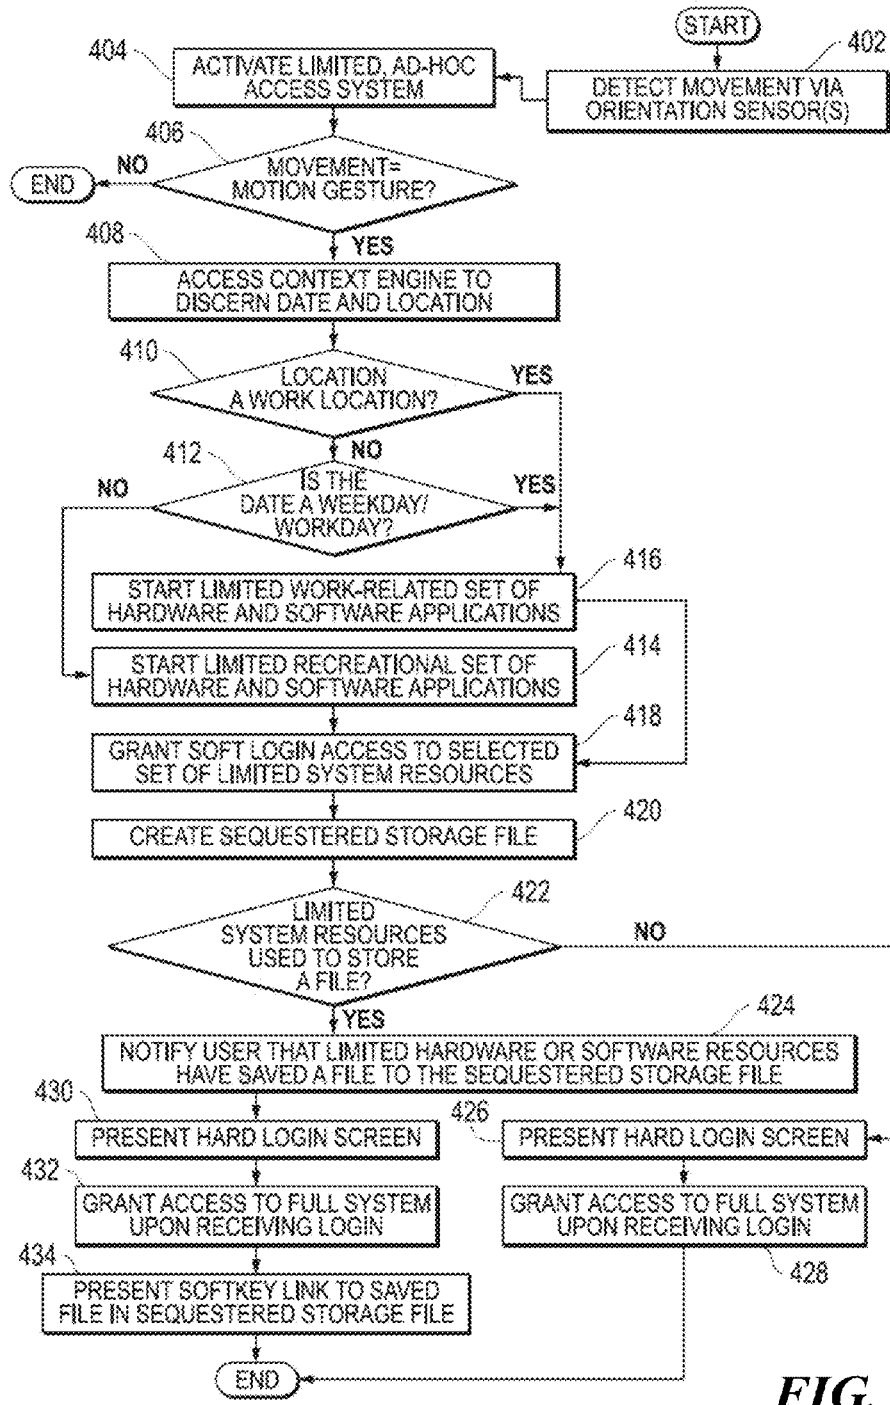 START
402
DETECT MOVEMENT VIA
ORIENTATION SENSOR(S)
404
ACTIVATE LIMITED, AD-HOC
ACCESS SYSTEM
406
MOVEMENT=
MOTION GESTURE?
NO
END
YES
408
ACCESS CONTEXT ENGINE TO
DISCERN DATE AND LOCATION
410
LOCATION
A WORK LOCATION?
YES
NO
412
IS THE
DATE A WEEKDAY/
WORKDAY?
NO
YES
416
START LIMITED WORK-RELATED SET OF
HARDWARE AND SOFTWARE APPLICATIONS
414
START LIMITED RECREATIONAL SET OF
HARDWARE AND SOFTWARE APPLICATIONS
418
GRANT SOFT LOGIN ACCESS TO SELECTED
SET OF LIMITED SYSTEM RESOURCES
420
CREATE SEQUESTERED STORAGE FILE
422
LIMITED
SYSTEM RESOURCES
USED TO STORE
A FILE?
NO
YES
424
NOTIFY USER THAT LIMITED HARDWARE OR SOFTWARE RESOURCES
HAVE SAVED A FILE TO THE SEQUESTERED STORAGE FILE
430
PRESENT HARD LOGIN SCREEN
426
PRESENT HARD LOGIN SCREEN
432
GRANT ACCESS TO FULL SYSTEM
UPON RECEIVING LOGIN
GRANT ACCESS TO FULL SYSTEM
UPON RECEIVING LOGIN
428
434
PRESENT SOFTKEY LINK TO SAVED
FILE IN SEQUESTERED STORAGE FILE
END
FIG.